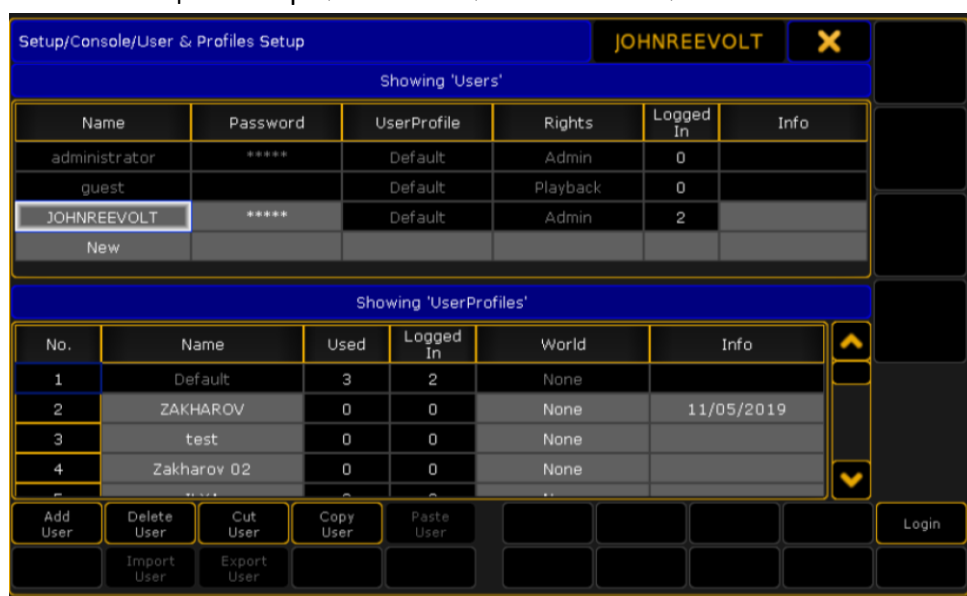 Setup/Console/User & Profiles Setup JOHNREEVOLT
Showing 'Users'
Name Password UserProfile Rights Logged In Info
administrator ***** Default Admin 0
guest Default Playback 0
JOHNREEVOLT ***** Default Admin 2
New
Showing 'UserProfiles'
No. Name Used Logged In World Info
1 Default 3 2 None
2 ZAKHAROV 0 0 None 11/05/2019
3 test 0 0 None
4 Zakharov 02 0 0 None
Add User Delete User Cut User Copy User Paste User Login
Import User Export User